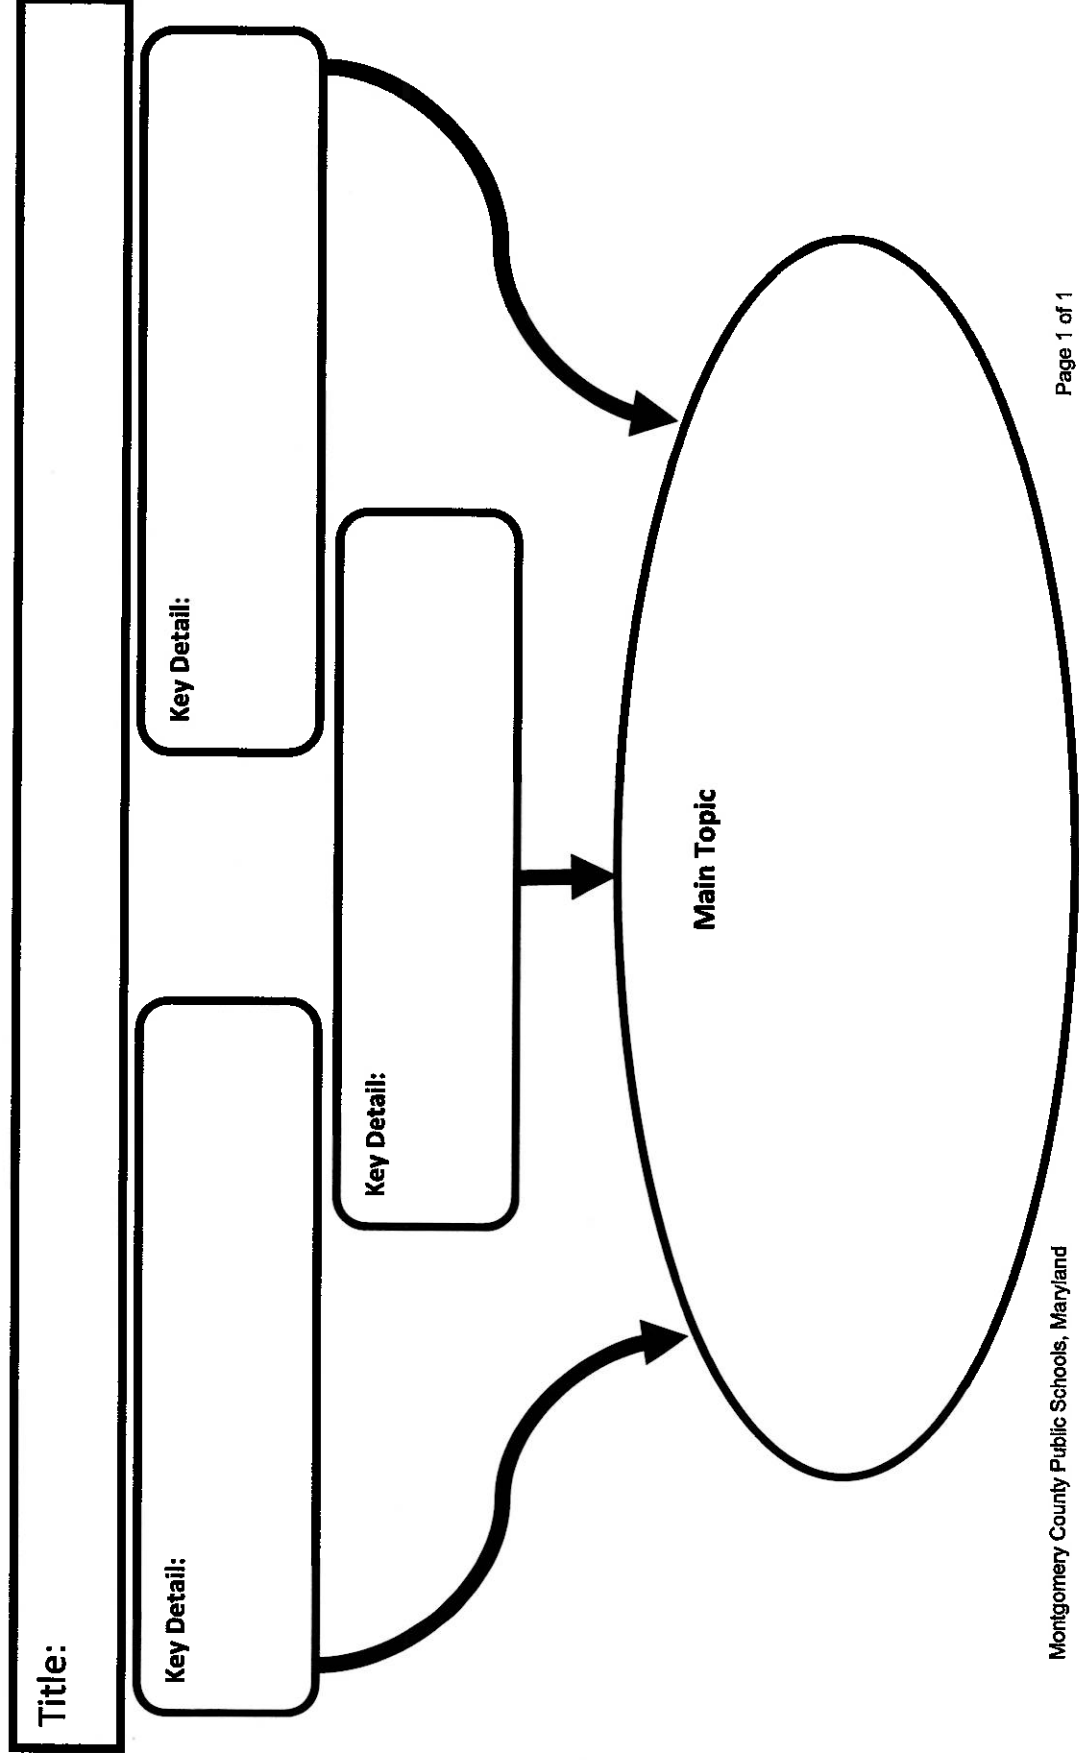 Title:
Key Detail:
Key Detail:
Key Detail:
Main Topic
Montgomery County Public Schools, Maryland
Page 1 of 1